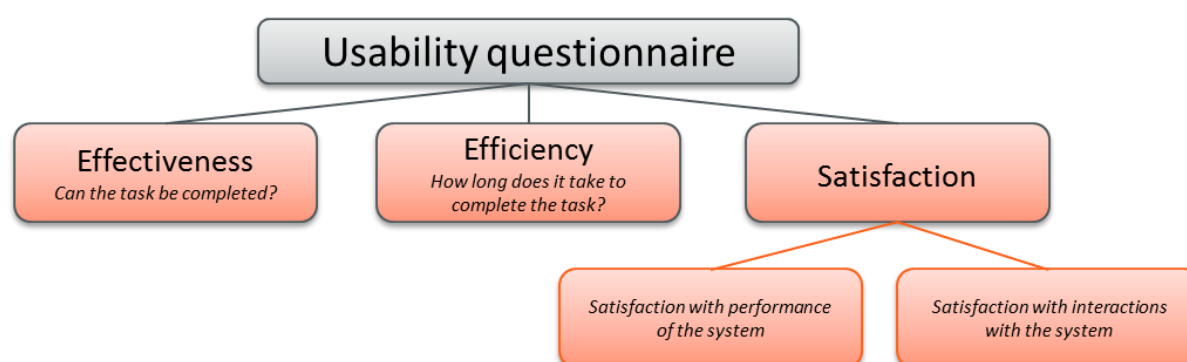 Usability questionnaire
Effectiveness
Can the task be completed?
Efficiency
How long does it take to
complete the task?
Satisfaction
Satisfaction with performance
of the system
Satisfaction with interactions
with the system